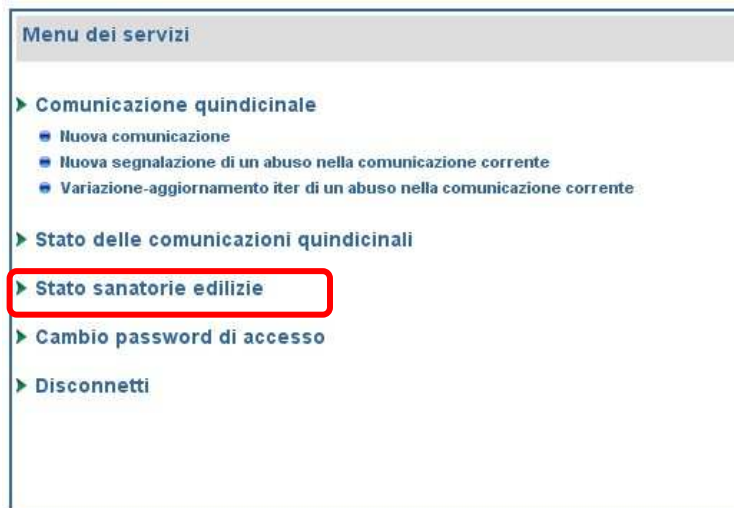 Menu dei servizi
Comunicazione quindicinale
Nuova comunicazione
Nuova segnalazione di un abuso nella comunicazione corrente
Variazione-aggiornamento iter di un abuso nella comunicazione corrente
Stato delle comunicazioni quindicinali
Stato sanatorie edilizie
Cambio password di accesso
Disconnetti